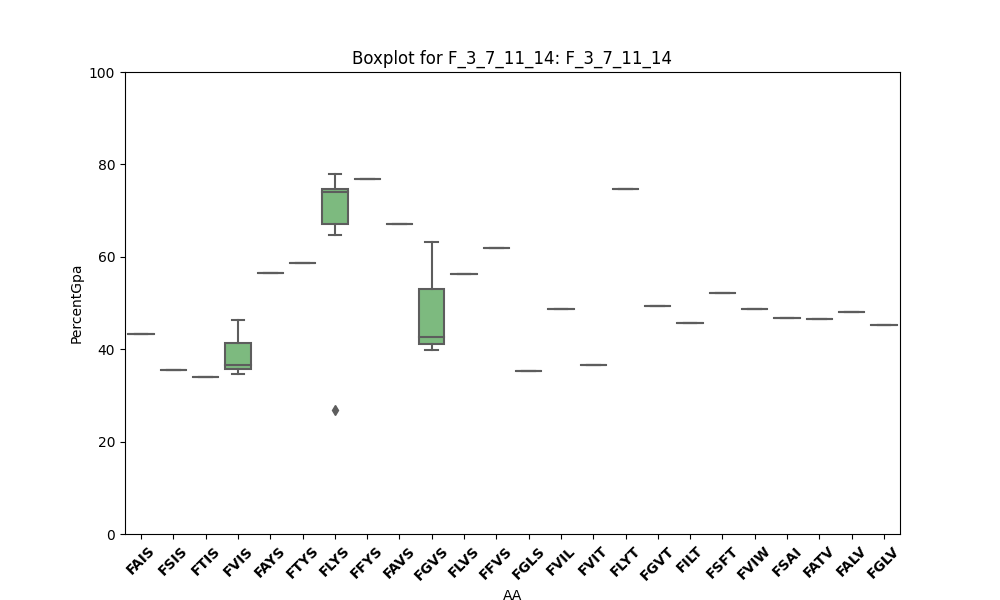 Boxplot for F_3_7_11_14: F_3_7_11_14
100
80
60
40
20
0
PercentGpa
FAIS
FSIS
FTIS
FVIS
FAYS
FTYS
FLYS
FFYS
FAVS
FGVS
FLVS
FFVS
FGLS
FVIL
FVIT
FLYT
FGVT
FILT
FSFT
FVIW
FSAI
FATV
FALV
FGLV
AA